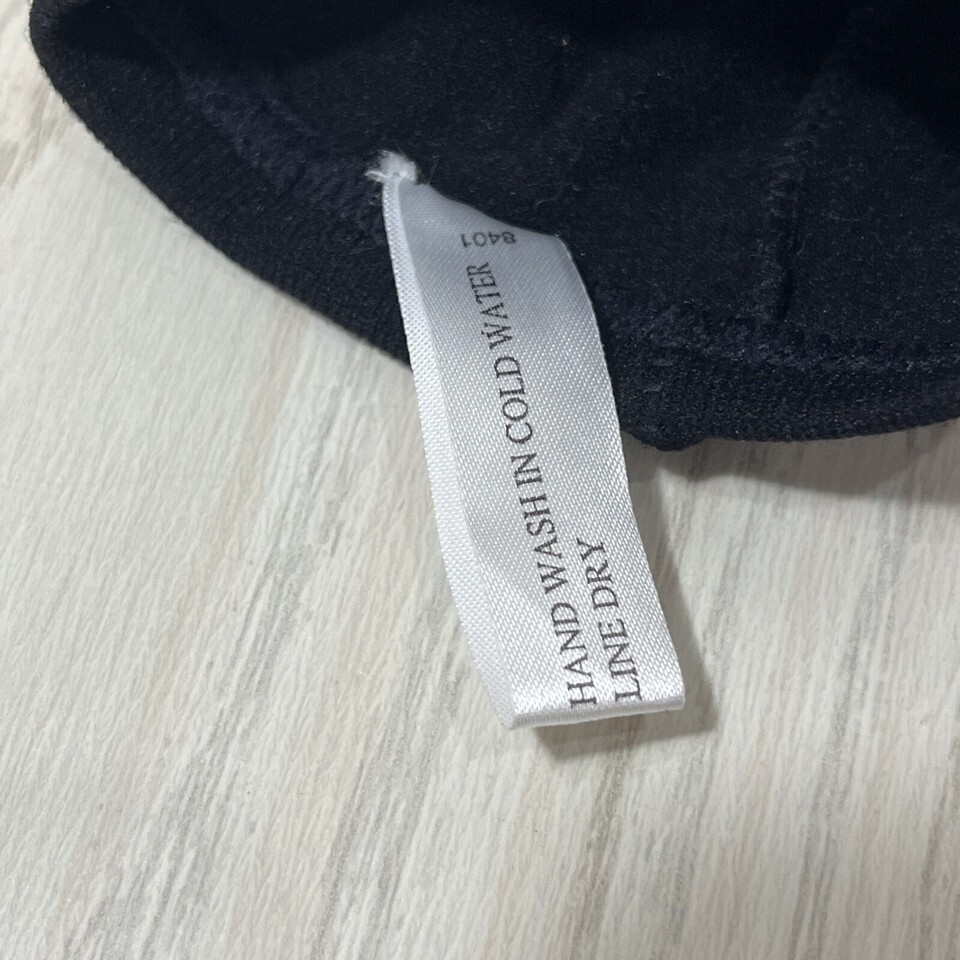 HAND WASH IN COLD WATER
LINE DRY
8401